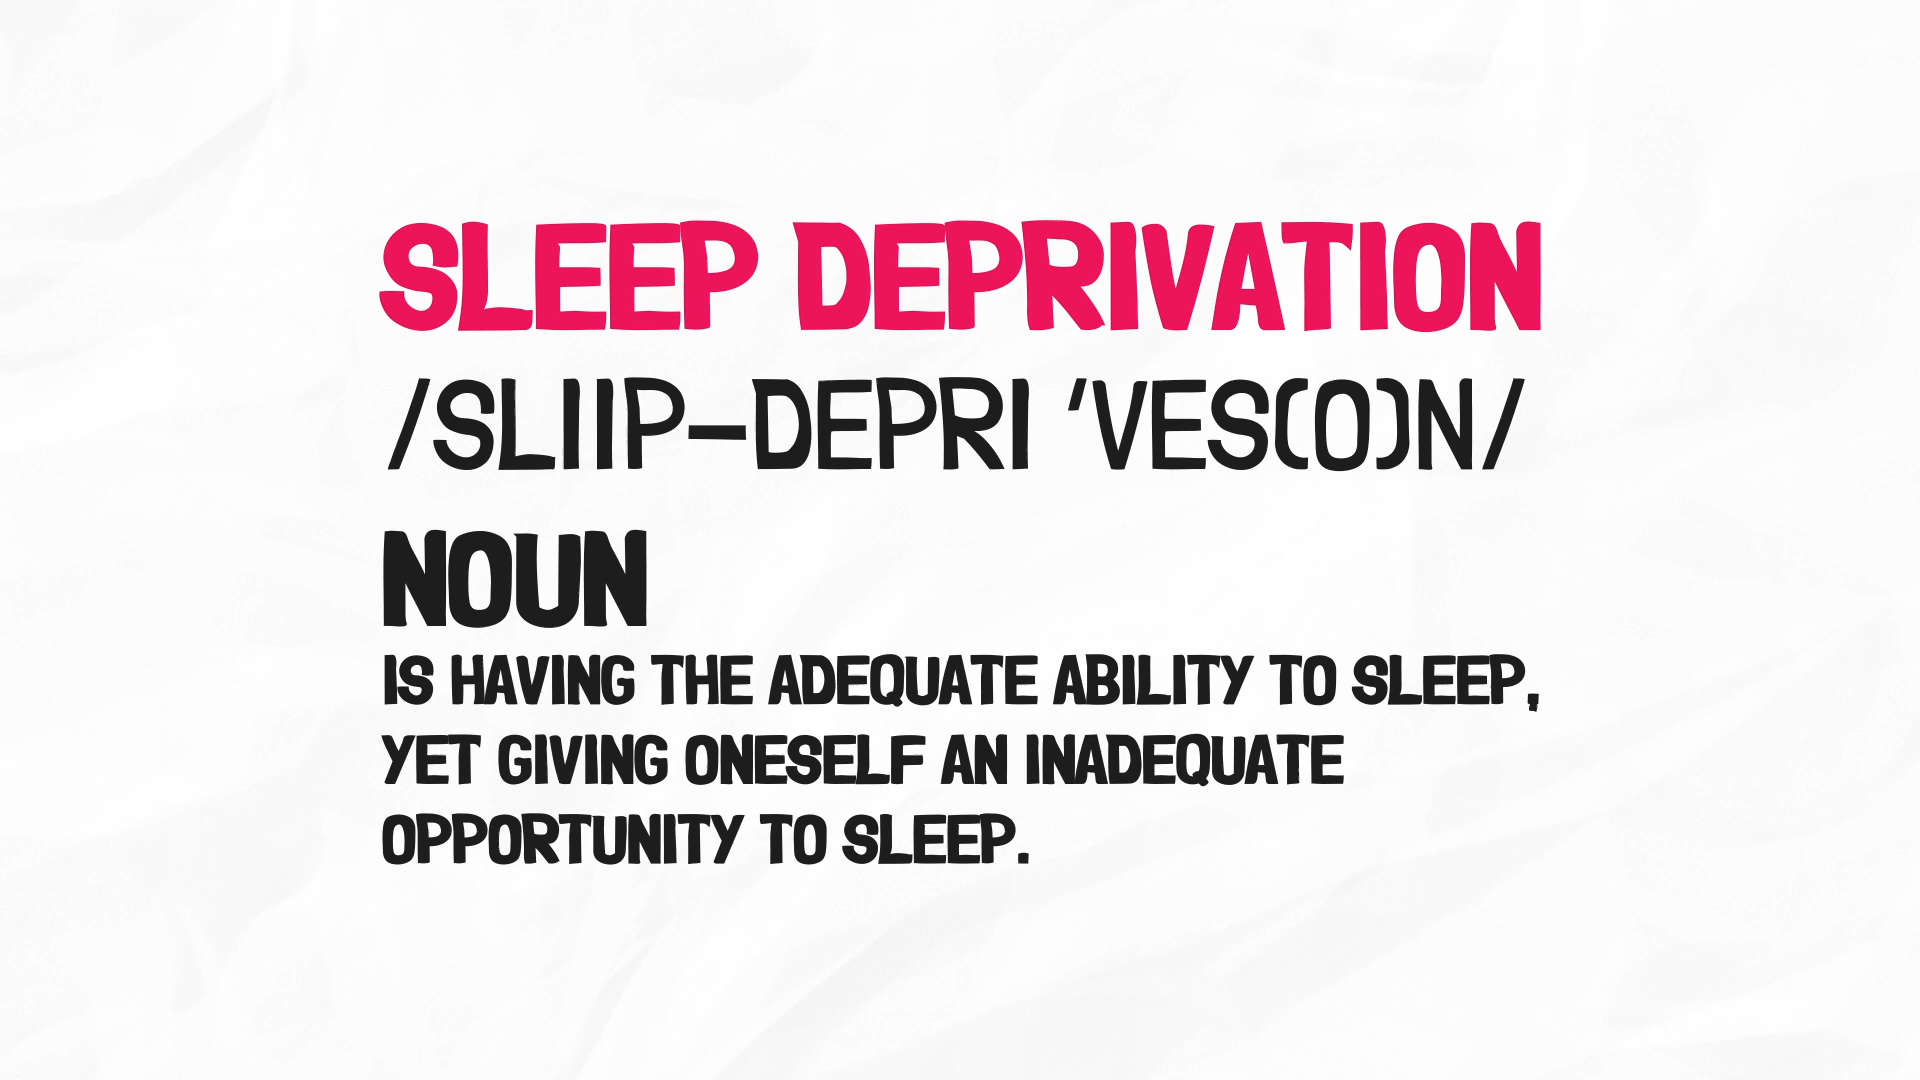 SLEEP DEPRIVATION
/SLIIP-DEPRI 'VES(O)N/
NOUN
IS HAVING THE ADEQUATE ABILITY TO SLEEP,
YET GIVING ONESELF AN INADEQUATE
OPPORTUNITY TO SLEEP.